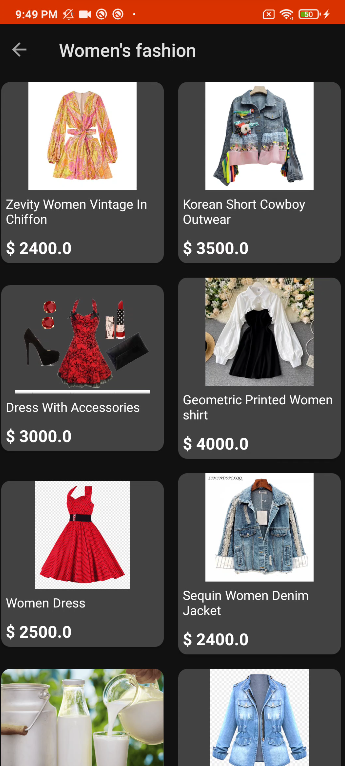 9:49 PM
50
Women's fashion
Zevity Women Vintage In
Chiffon
$ 2400.0
Korean Short Cowboy
Outwear
$ 3500.0
Dress With Accessories
$ 3000.0
Geometric Printed Women
shirt
$ 4000.0
Women Dress
$ 2500.0
Sequin Women Denim
Jacket
$ 2400.0